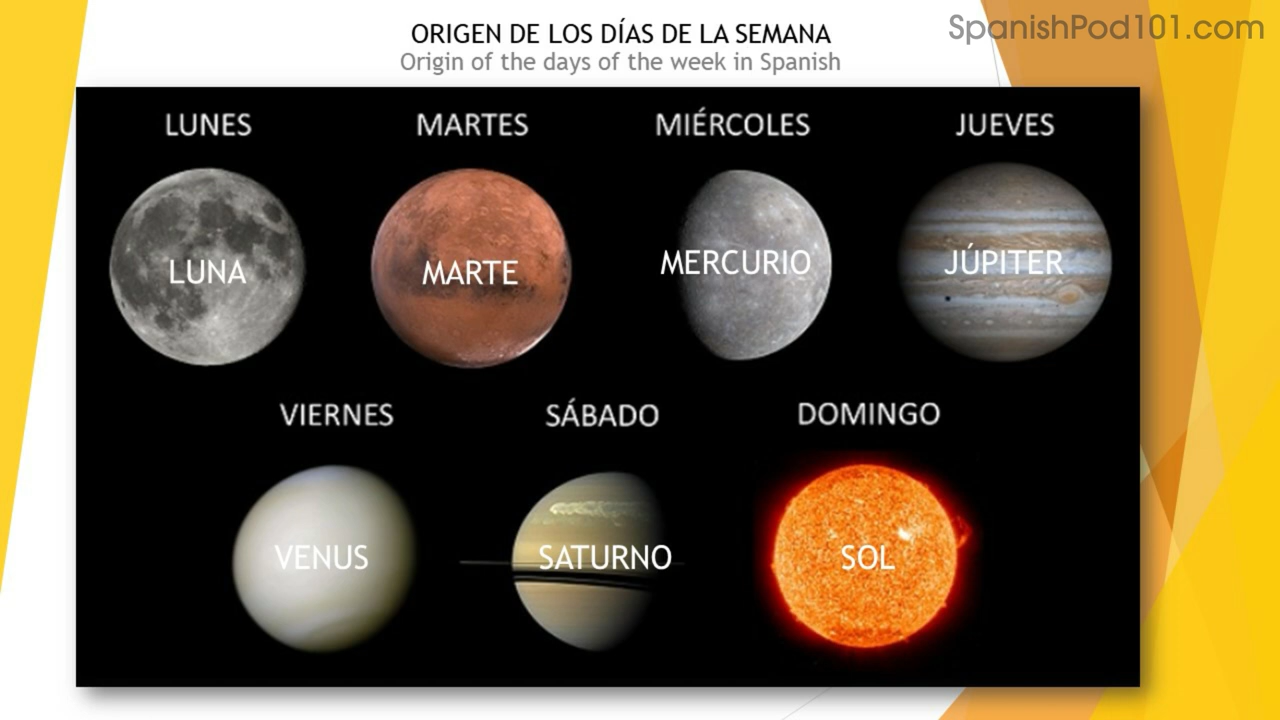 SpanishPod101.com
ORIGEN DE LOS DÍAS DE LA SEMANA
Origin of the days of the week in Spanish
LUNES MARTES MIÉRCOLES JUEVES
LUNA MARTE MERCURIO JÚPITER
VIERNES SÁBADO DOMINGO
VENUS SATURNO SOL